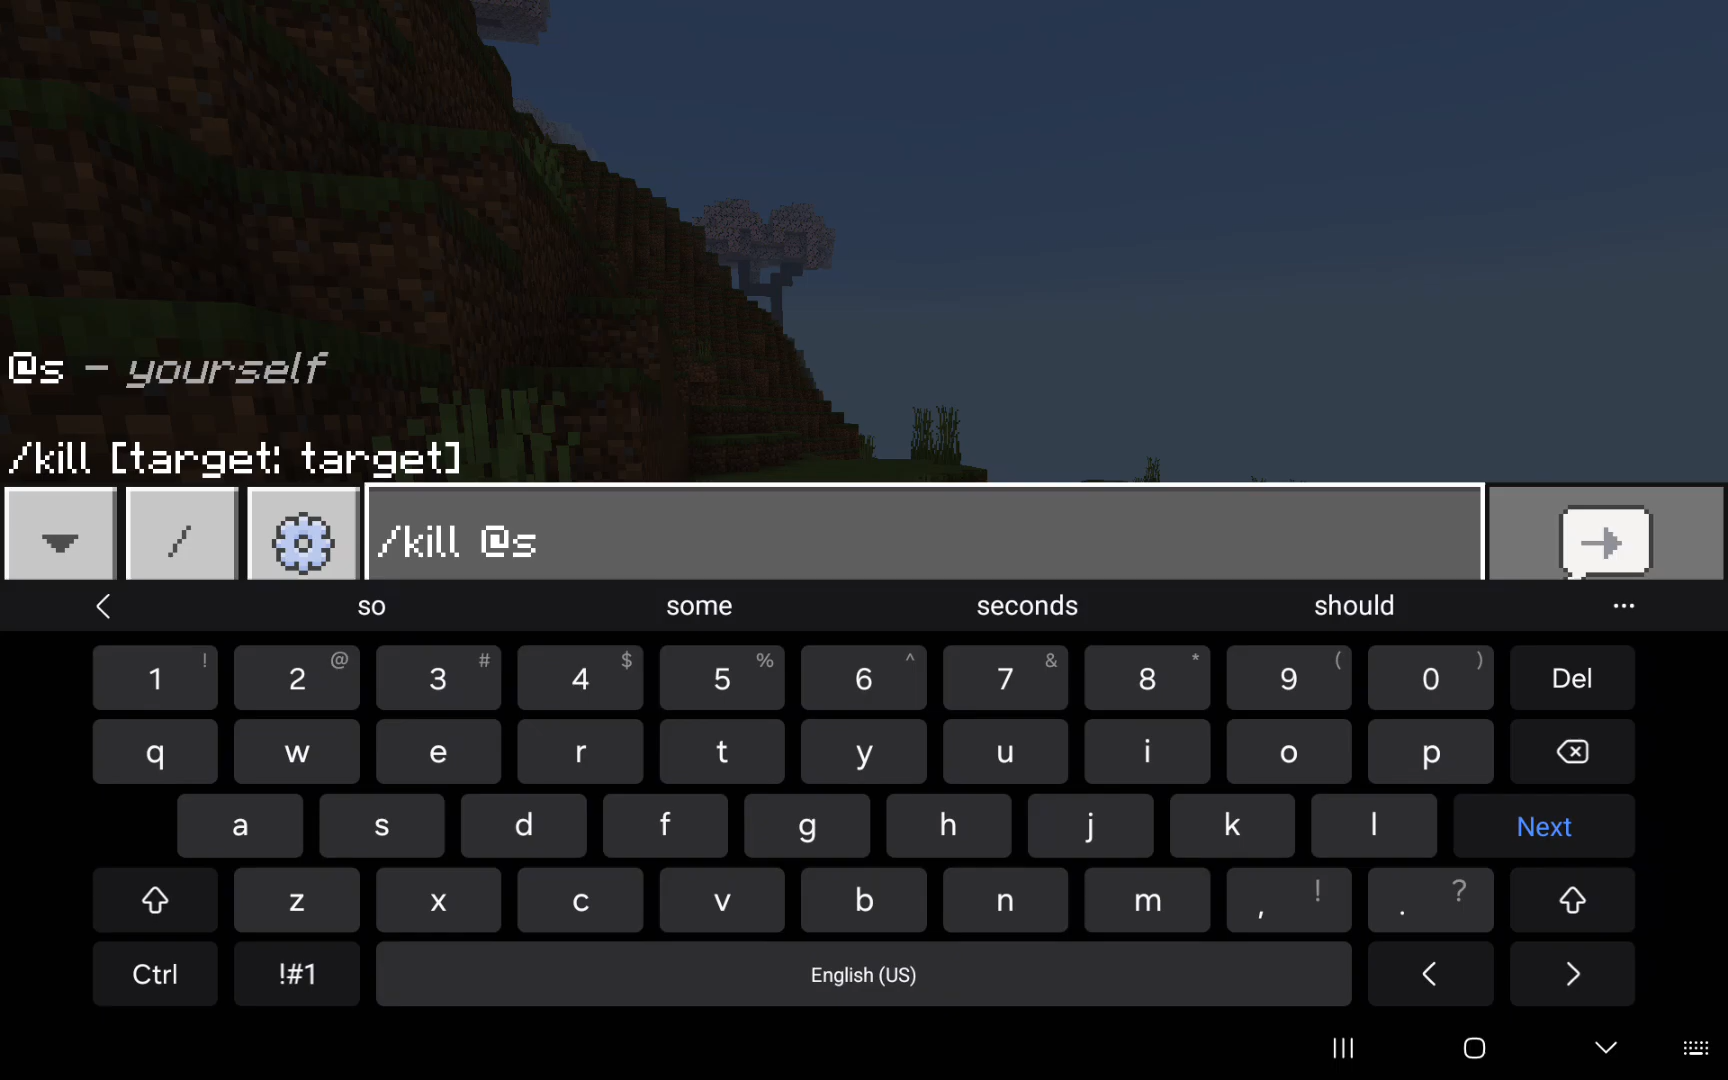 @s – yourself
/kill [target: target]
/
/kill @s
so some seconds should ...
1 ! 2 @ 3 # 4 $ 5 % 6 ^ 7 & 8 * 9 ( 0 ) Del
q w e r t y u i o p
a s d f g h j k l Next
z x c v b n m , ! . ?
Ctrl !#1 English (US) < >